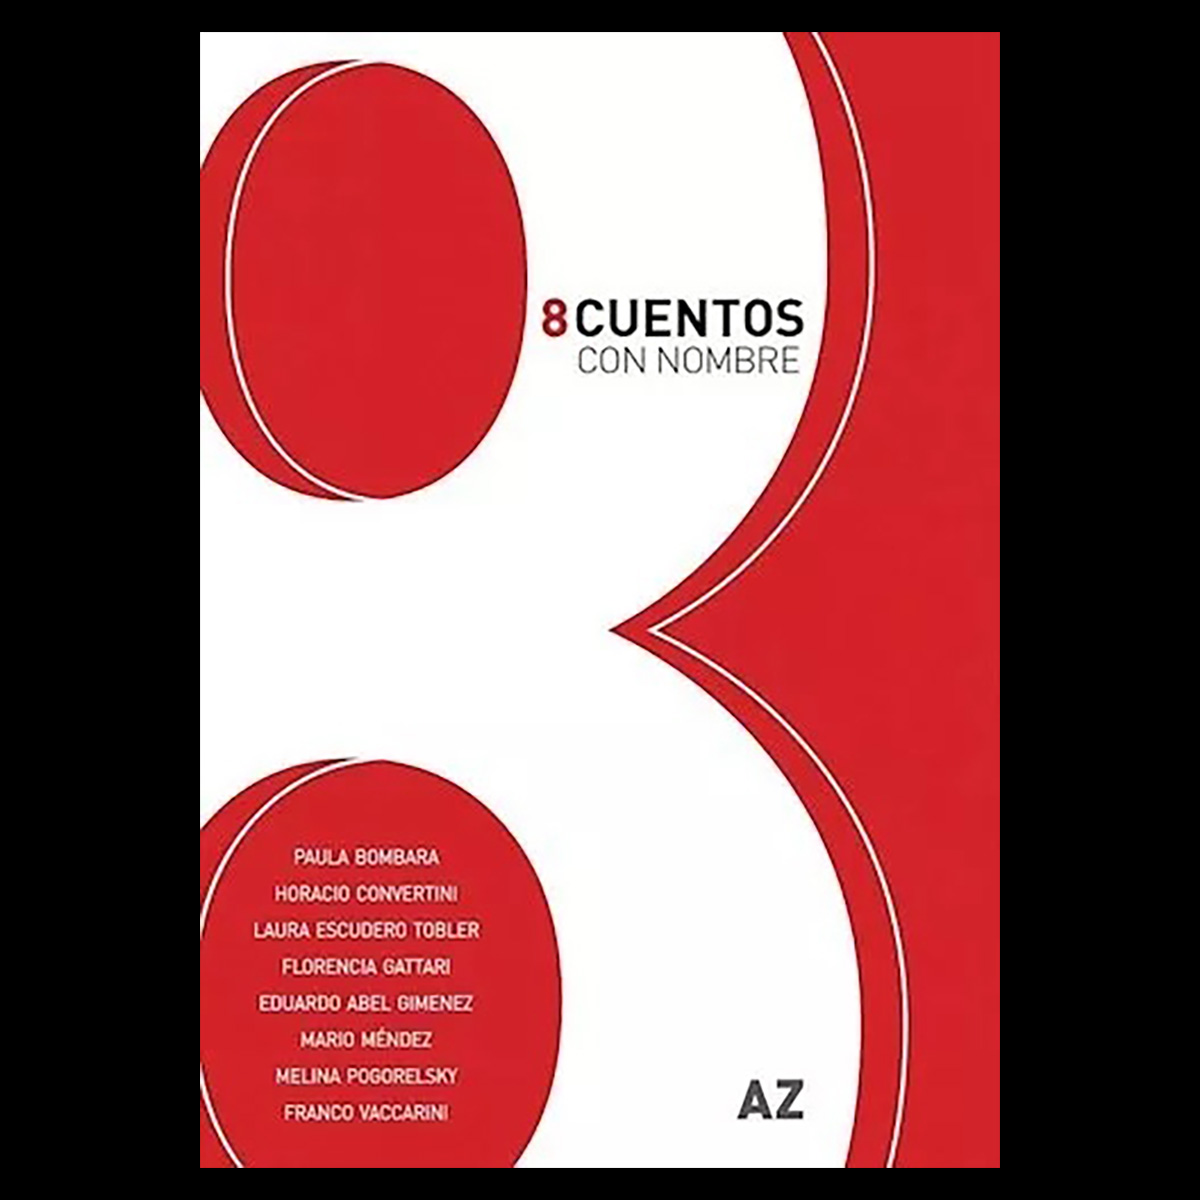 8 CUENTOS
CON NOMBRE
PAULA BOMBARA
HORACIO CONVERTINI
LAURA ESCUDERO TOBLER
FLORENCIA GATTARI
EDUARDO ABEL GIMENEZ
MARIO MÉNDEZ
MELINA POGORELSKY
FRANCO VACCARINI
AZ